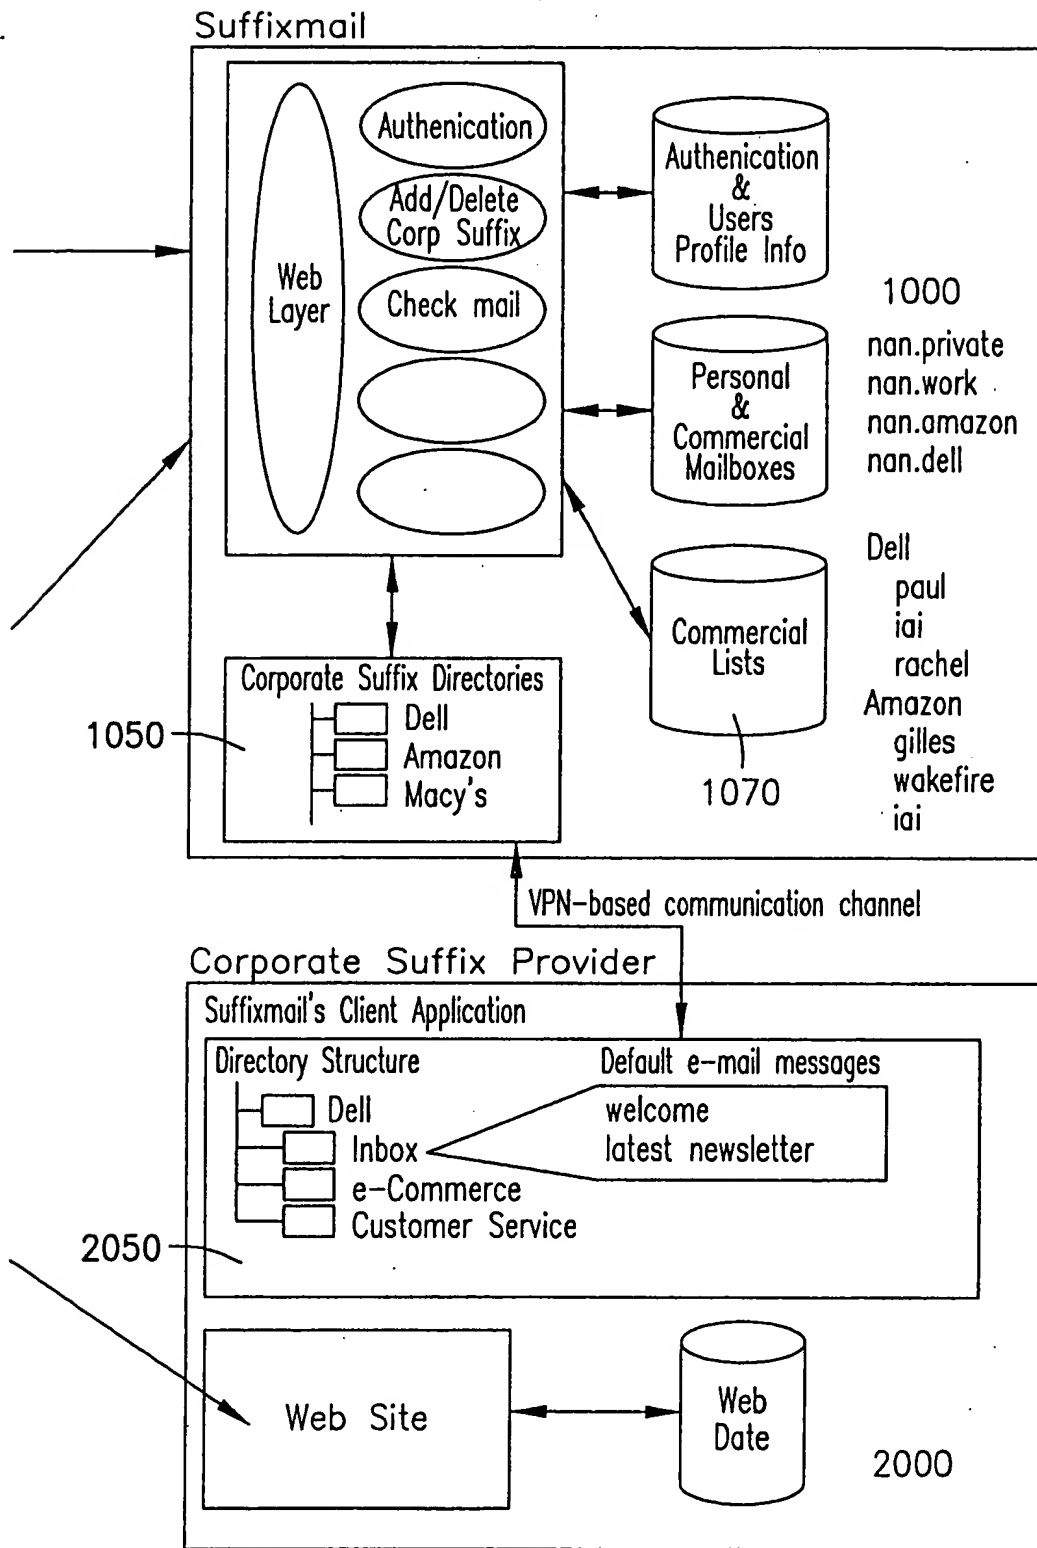 Suffixmail
Web
Layer
Authenication
Add/Delete
Corp Suffix
Check mail
Authenication
&
Users
Profile Info
1000
Personal
&
Commercial
Mailboxes
nan.private
nan.work
nan.amazon
nan.dell
Commercial
Lists
1070
Dell
paul
iai
rachel
Amazon
gilles
wakefire
iai
Corporate Suffix Directories
Dell
Amazon
Macy's
1050
VPN-based communication channel
Corporate Suffix Provider
Suffixmail's Client Application
Directory Structure
Dell
Inbox
e-Commerce
Customer Service
Default e-mail messages
welcome
latest newsletter
2050
Web Site
Web
Date
2000